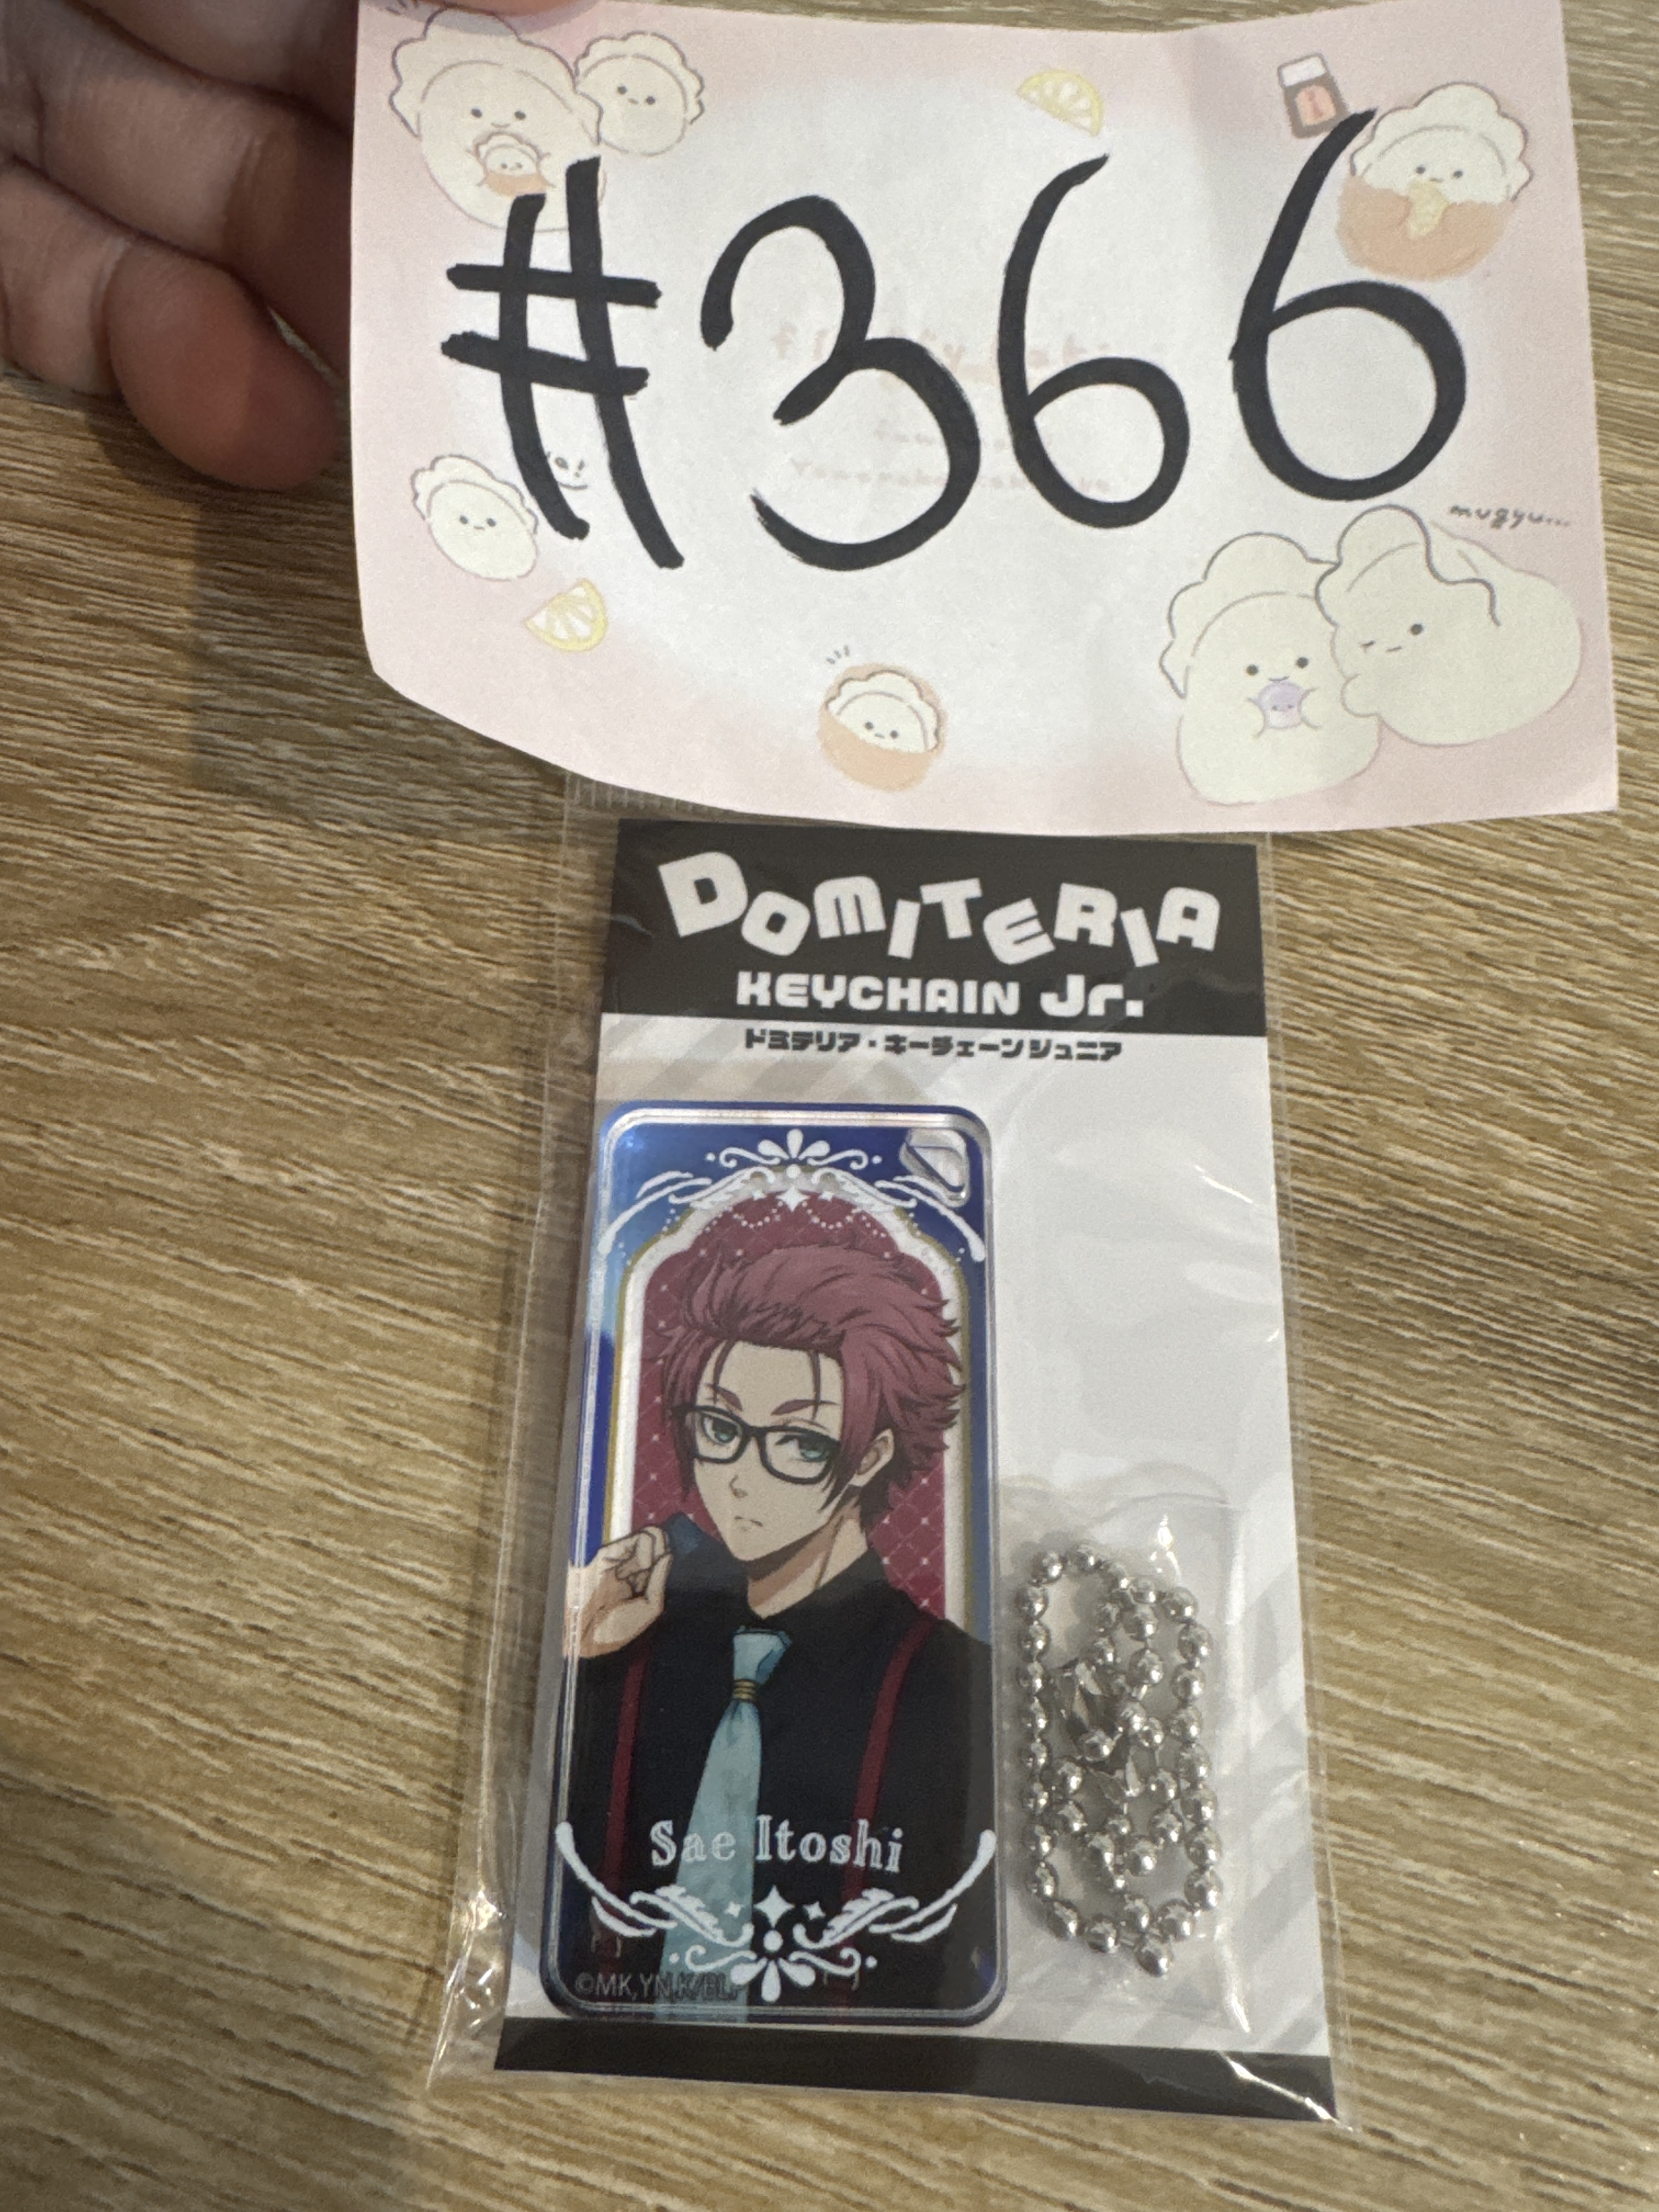 #366
mugyu...
DOMITERIA
KEYCHAIN Jr.
ドミテリア・キーチェーンジュニア
Sae Itoshi
©MK,YN,K/BLP